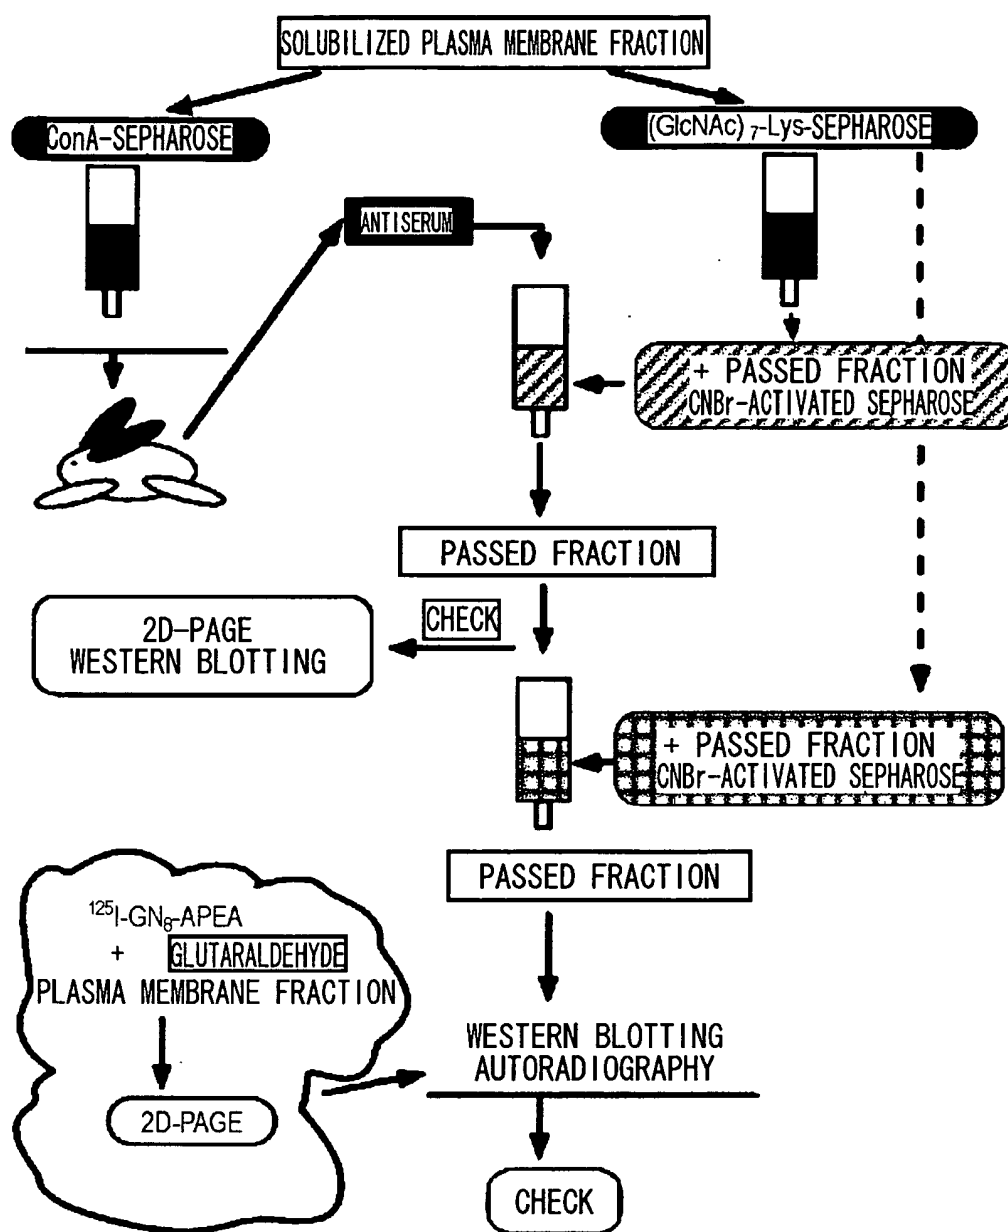 SOLUBILIZED PLASMA MEMBRANE FRACTION
ConA-SEPHAROSE
(GlcNAc)₇-Lys-SEPHAROSE
ANTISERUM
+ PASSED FRACTION
CNBr-ACTIVATED SEPHAROSE
PASSED FRACTION
CHECK
2D-PAGE
WESTERN BLOTTING
+ PASSED FRACTION
CNBr-ACTIVATED SEPHAROSE
PASSED FRACTION
¹²⁵I-GN₈-APEA
+ GLUTARALDEHYDE
PLASMA MEMBRANE FRACTION
2D-PAGE
WESTERN BLOTTING
AUTORADIOGRAPHY
CHECK